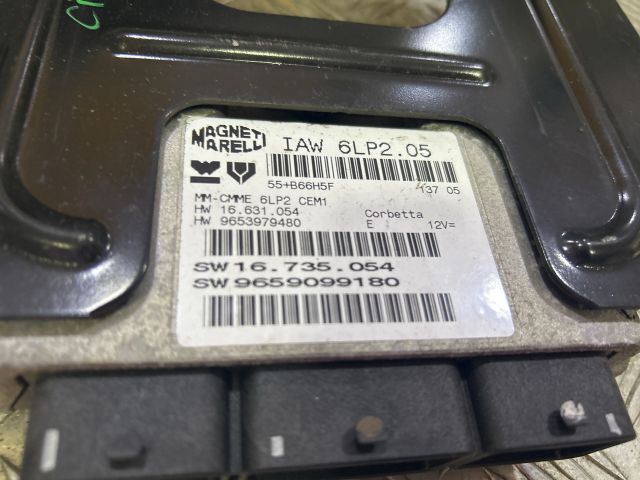 MAGNETI
MARELLI
IAW 6LP2.05
55+B66H5F
137 05
MM-CMME 6LP2 CEM1
HW 16.631.054 Corbetta
HW 9653979480 E 12V=
SW 16.735.054
SW 9659099180